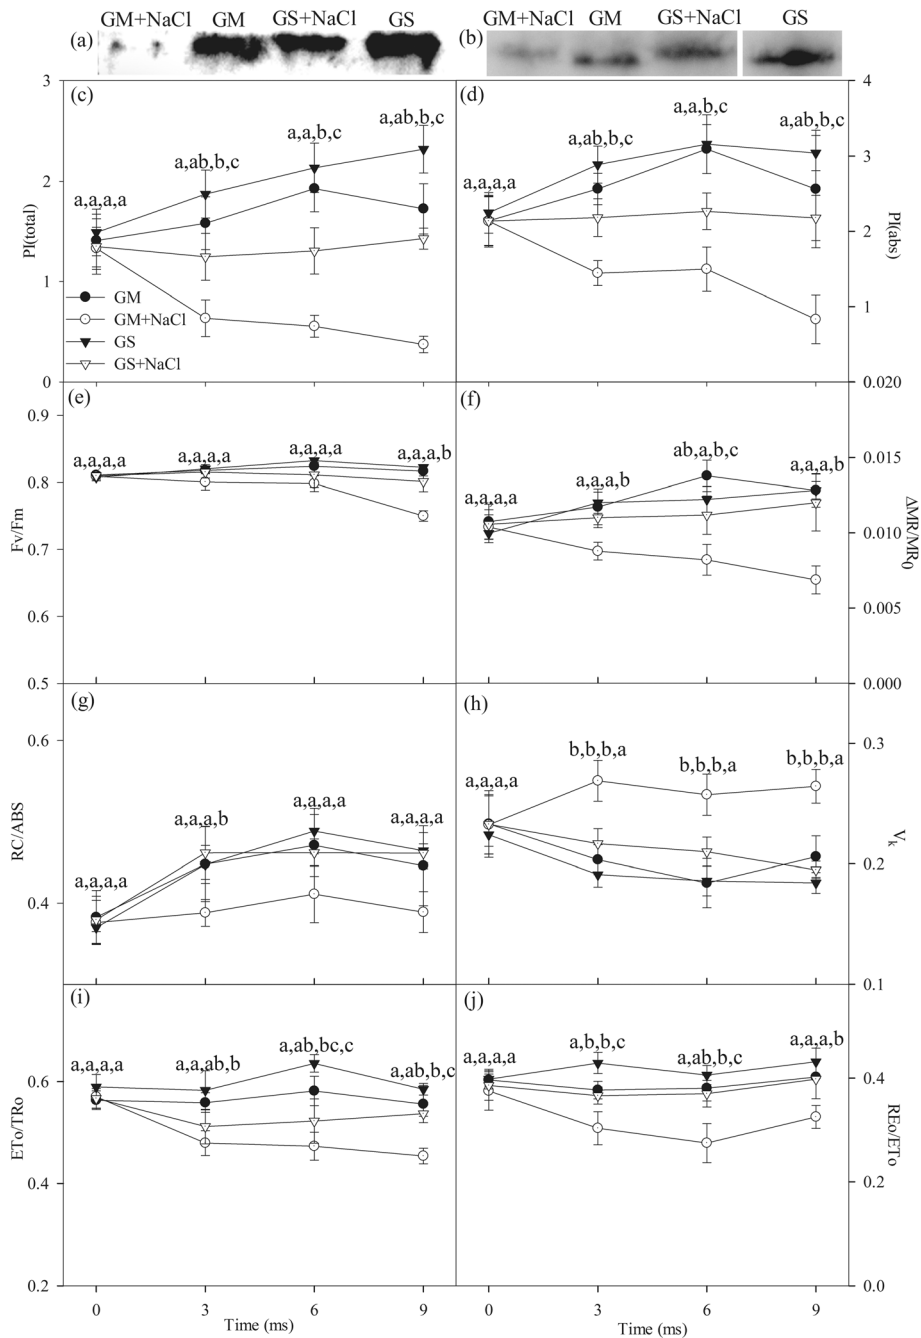 GM+NaCl GM GS+NaCl GS
(a)
GM+NaCl GM GS+NaCl GS
(b)
(c)
3
2
1
0
PI(total)
a,a,a,a
a,ab,b,c
a,a,b,c
a,ab,b,c
GM
GM+NaCl
GS
GS+NaCl
(d)
4
3
2
1
0.020
PI(abs)
a,a,a,a
a,ab,b,c
a,a,b,c
a,ab,b,c
(e)
0.9
0.8
0.7
0.6
0.5
Fv/Fm
a,a,a,a
a,a,a,a
a,a,a,a
a,a,a,b
(f)
0.015
0.010
0.005
0.000
ΔMR/MR0
a,a,a,a
a,a,a,b
ab,a,b,c
a,a,a,b
(g)
0.6
0.4
RC/ABS
a,a,a,a
a,a,a,b
a,a,a,a
a,a,a,a
(h)
0.3
0.2
0.1
Vk
a,a,a,a
b,b,b,a
b,b,b,a
b,b,b,a
(i)
0.6
0.4
0.2
ETo/TRo
a,a,a,a
a,a,ab,b
a,ab,bc,c
a,ab,b,c
0 3 6 9
Time (ms)
(j)
0.4
0.2
0.0
REo/ETo
a,a,a,a
a,b,b,c
a,ab,b,c
a,a,a,b
0 3 6 9
Time (ms)